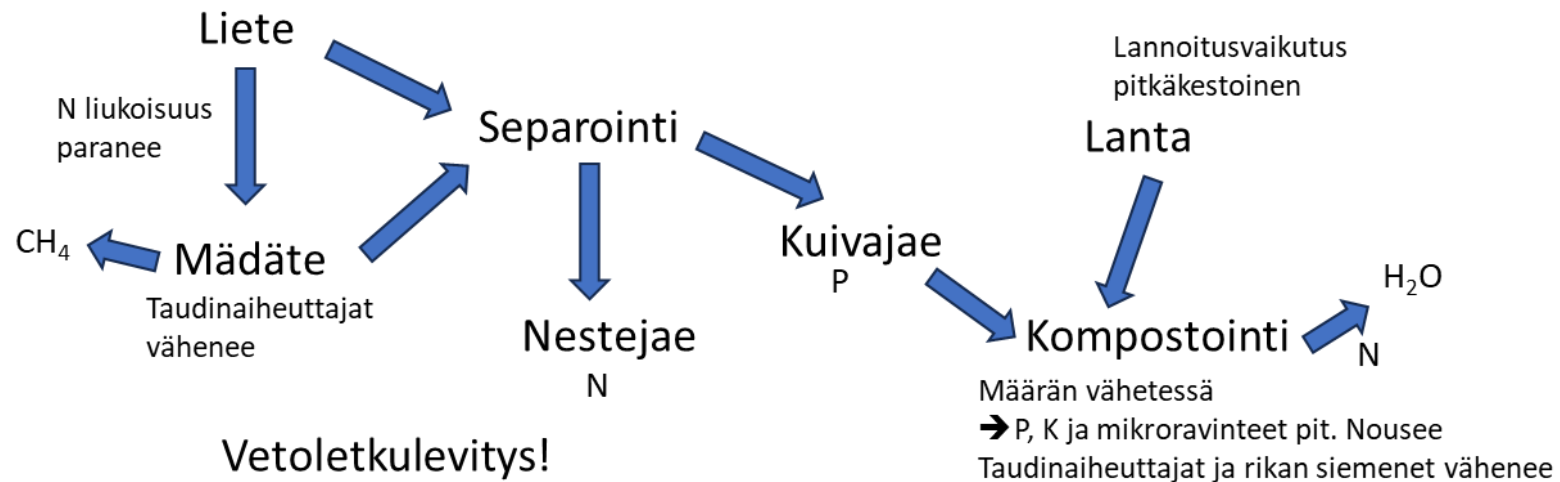 Liete
N liukoisuus
paranee
CH₄
Mädäte
Taudinaiheuttajat
vähenee
Separointi
Nestejae
N
Vetoletkulevitys!
Kuivajae
P
Lannoitusvaikutus
pitkäkestoinen
Lanta
Kompostointi
H₂O
N
Määrän vähetessä
➔ P, K ja mikroravinteet pit. Nousee
Taudinaiheuttajat ja rikan siemenet vähenee